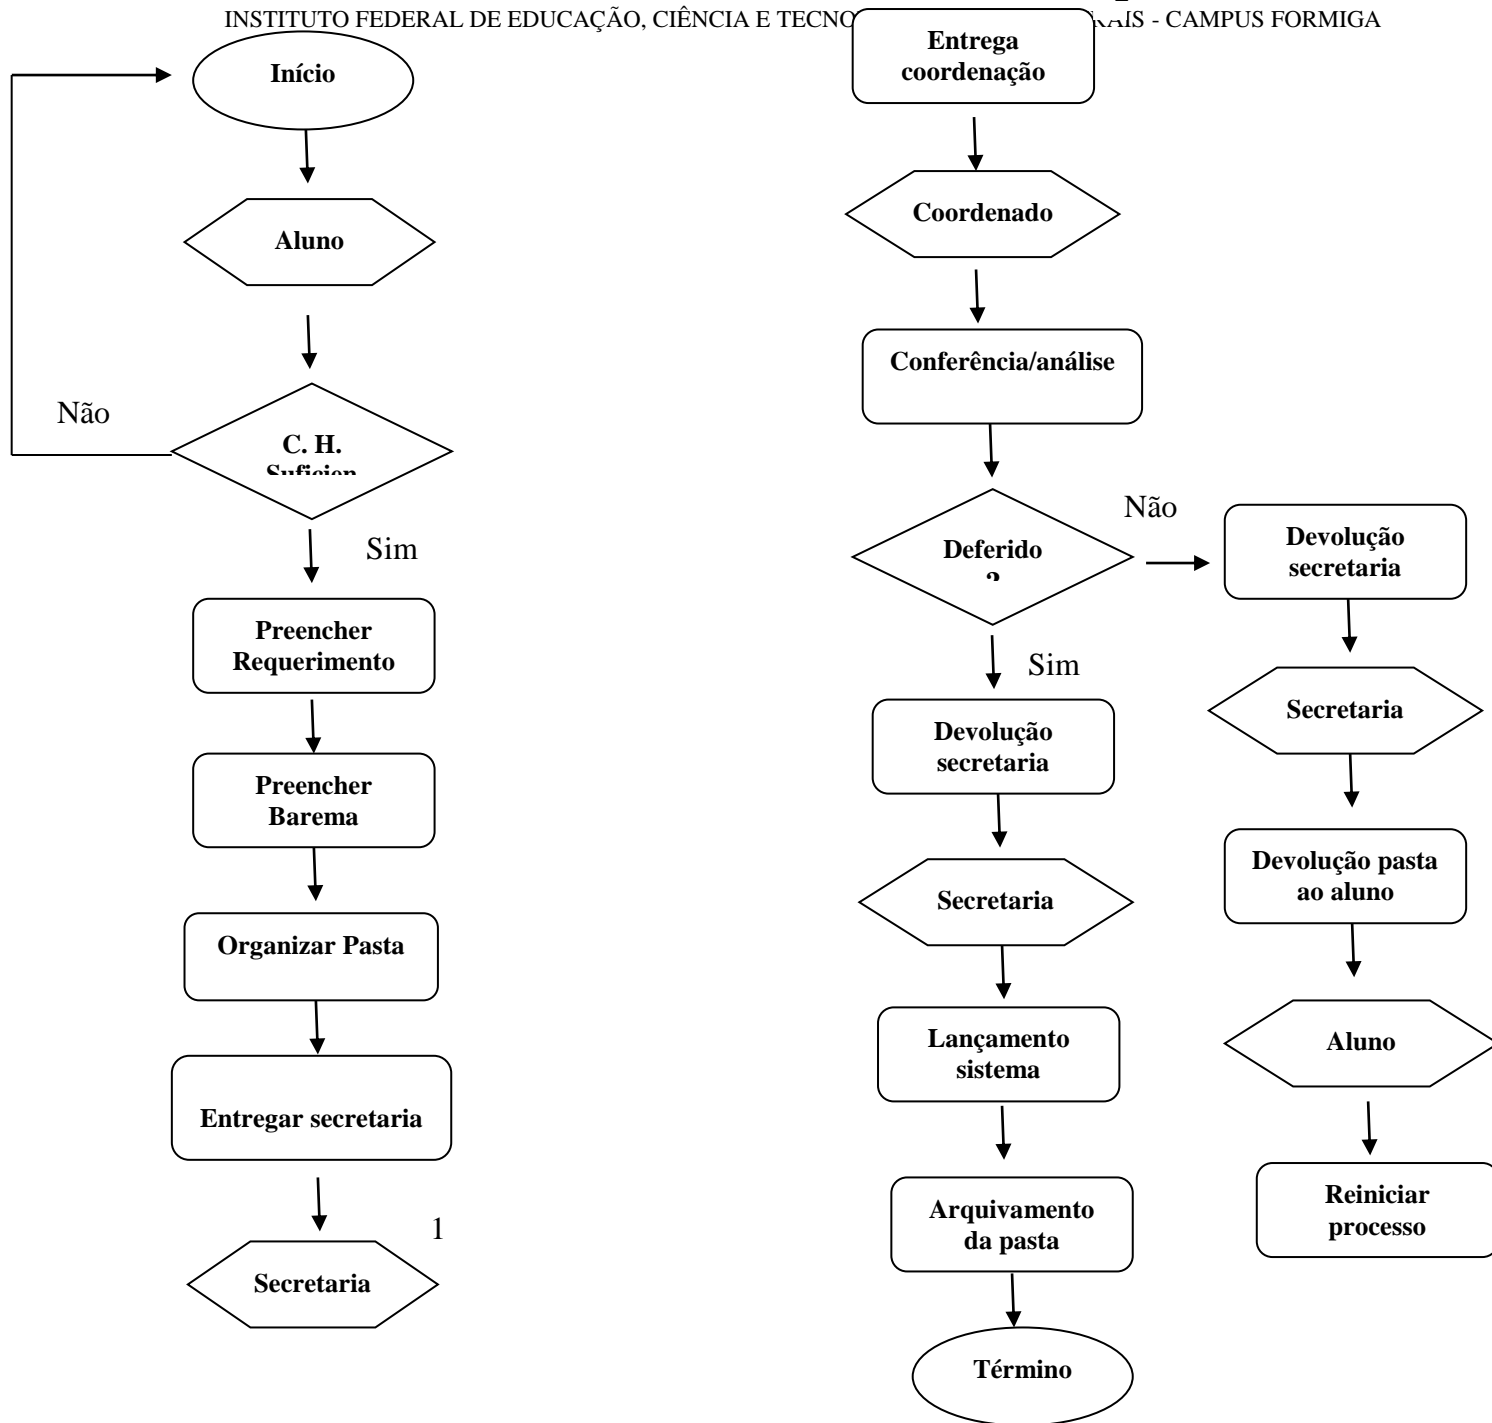 INSTITUTO FEDERAL DE EDUCAÇÃO, CIÊNCIA E - CAMPUS FORMIGA
Início
Aluno
Não
C. H.
Sim
Preencher
Requerimento
Preencher
Barema
Organizar Pasta
Entregar secretaria
1
Secretaria
Entrega
coordenação
Coordenado
Conferência/análise
Deferido
?
Não
Sim
Devolução
secretaria
Secretaria
Lançamento
sistema
Arquivamento
da pasta
Término
Devolução
secretaria
Secretaria
Devolução pasta
ao aluno
Aluno
Reiniciar
processo